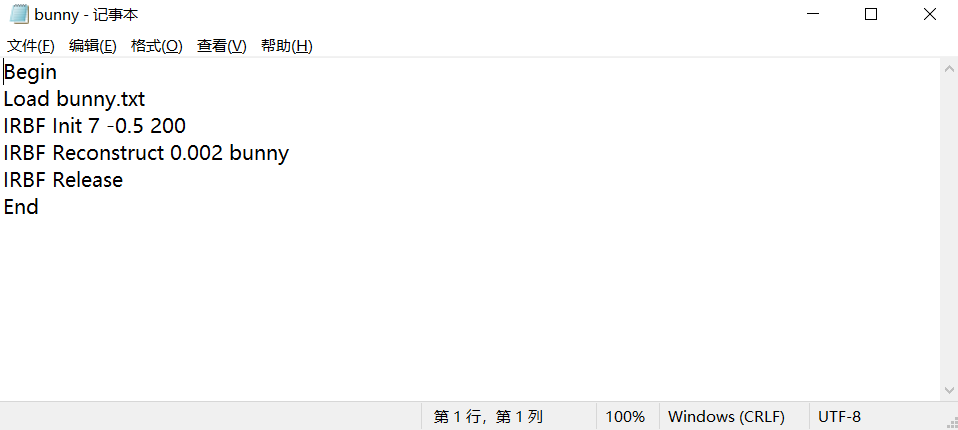 bunny - 记事本
文件(F) 编辑(E) 格式(O) 查看(V) 帮助(H)
Begin
Load bunny.txt
IRBF Init 7 -0.5 200
IRBF Reconstruct 0.002 bunny
IRBF Release
End
第 1 行，第 1 列 100% Windows (CRLF) UTF-8